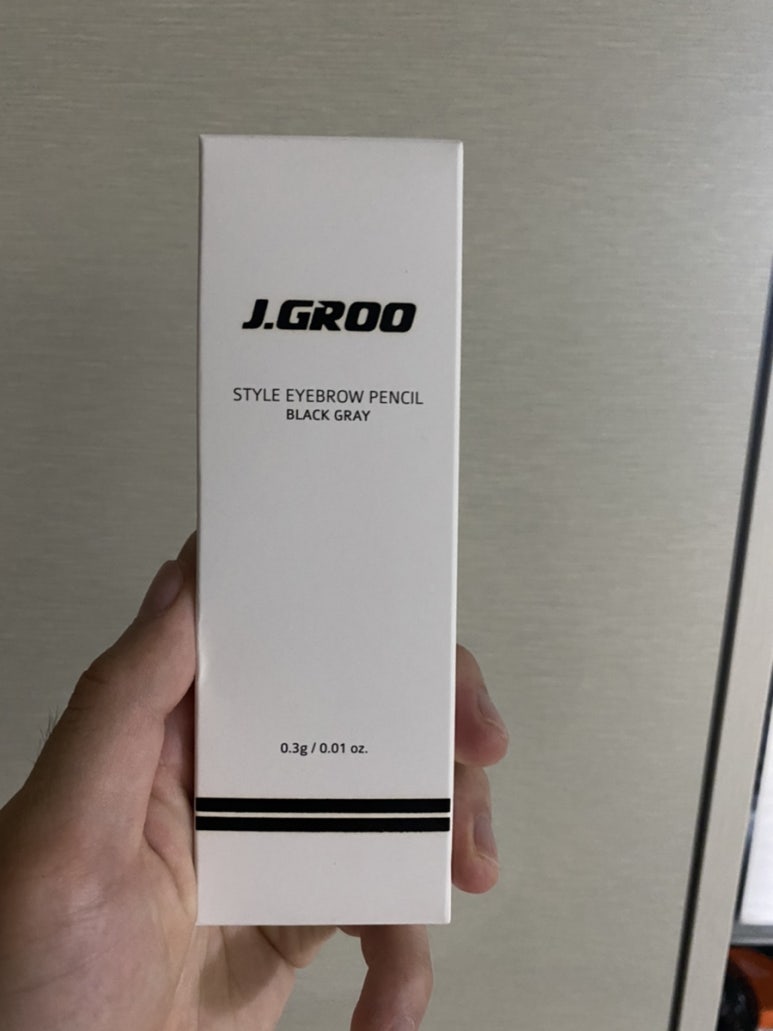 J.GROO
STYLE EYEBROW PENCIL
BLACK GRAY
0.3g / 0.01 oz.